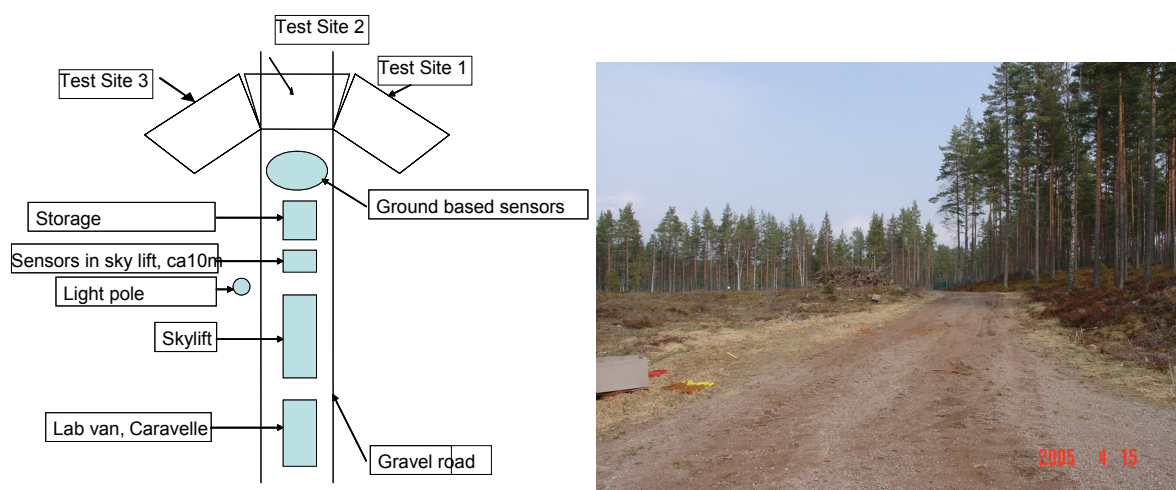 Test Site 2
Test Site 3
Test Site 1
Ground based sensors
Storage
Sensors in sky lift, ca10m
Light pole
Skylift
Lab van, Caravelle
Gravel road
2005 4 15